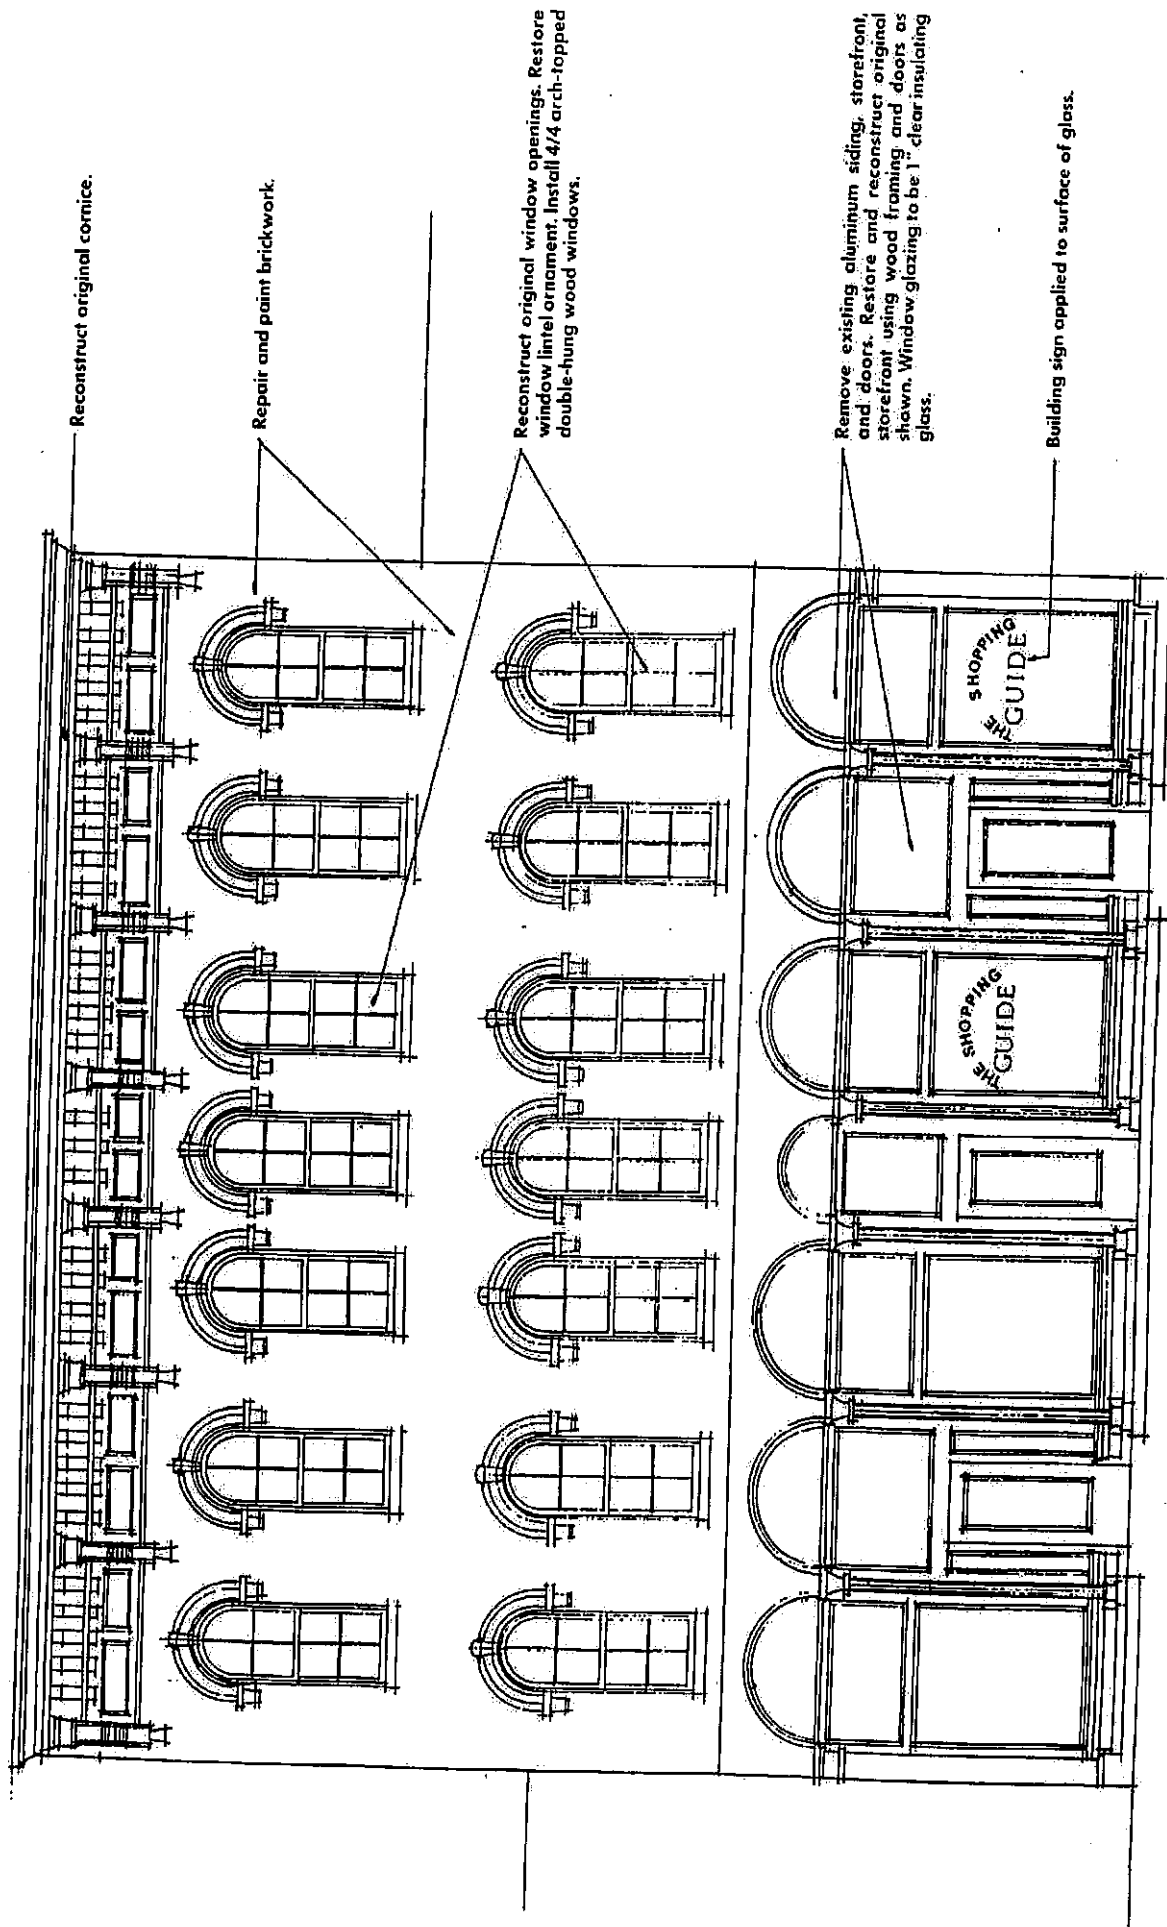 Reconstruct original cornice.
Repair and paint brickwork.
Reconstruct original window openings. Restore
window lintel ornament. Install 4/4 arch-topped
double-hung wood windows.
Remove existing aluminum siding, storefront,
and doors. Restore and reconstruct original
storefront using wood framing and doors as
shown. Window glazing to be 1" clear insulating
glass.
Building sign applied to surface of glass.
THE SHOPPING
GUIDE
THE SHOPPING
GUIDE